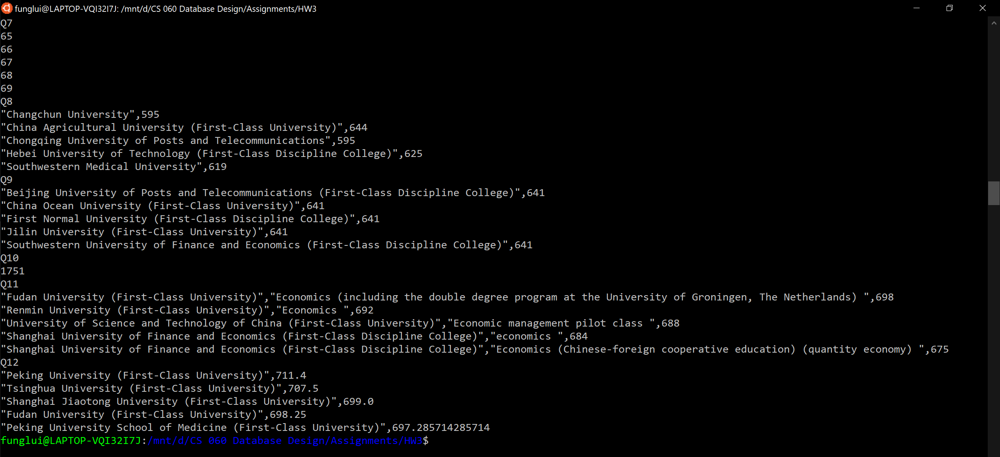 funglui@LAPTOP-VQI32I7J: /mnt/d/CS 060 Database Design/Assignments/HW3
Q7
65
66
67
68
69
Q8
"Changchun University",595
"China Agricultural University (First-Class University)",644
"Chongqing University of Posts and Telecommunications",595
"Hebei University of Technology (First-Class Discipline College)",625
"Southwestern Medical University",619
Q9
"Beijing University of Posts and Telecommunications (First-Class Discipline College)",641
"China Ocean University (First-Class University)",641
"First Normal University (First-Class Discipline College)",641
"Jilin University (First-Class University)",641
"Southwestern University of Finance and Economics (First-Class Discipline College)",641
Q10
1751
Q11
"Fudan University (First-Class University)","Economics (including the double degree program at the University of Groningen, The Netherlands) ",698
"Renmin University (First-Class University)","Economics ",692
"University of Science and Technology of China (First-Class University)","Economic management pilot class ",688
"Shanghai University of Finance and Economics (First-Class Discipline College)","economics ",684
"Shanghai University of Finance and Economics (First-Class Discipline College)","Economics (Chinese-foreign cooperative education) (quantity economy) ",675
Q12
"Peking University (First-Class University)",711.4
"Tsinghua University (First-Class University)",707.5
"Shanghai Jiaotong University (First-Class University)",699.0
"Fudan University (First-Class University)",698.25
"Peking University School of Medicine (First-Class University)",697.285714285714
funglui@LAPTOP-VQI32I7J:/mnt/d/CS 060 Database Design/Assignments/HW3$